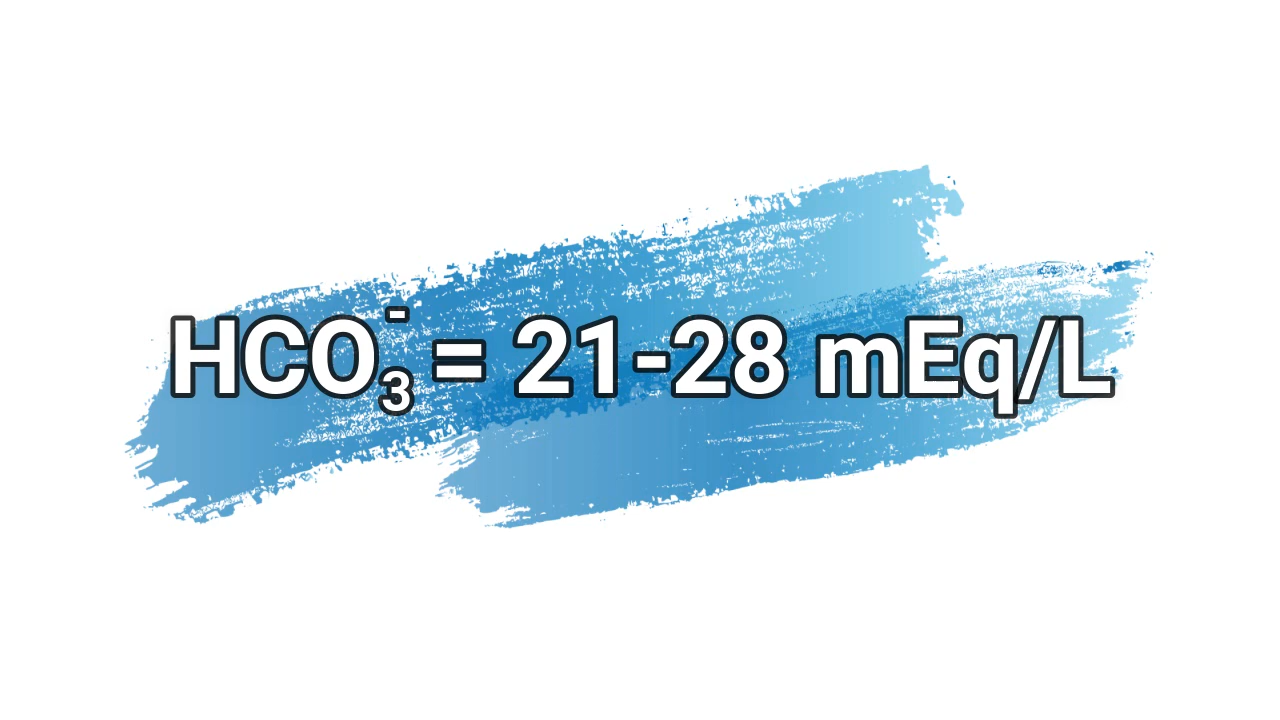 HCO₃⁻ = 21-28 mEq/L